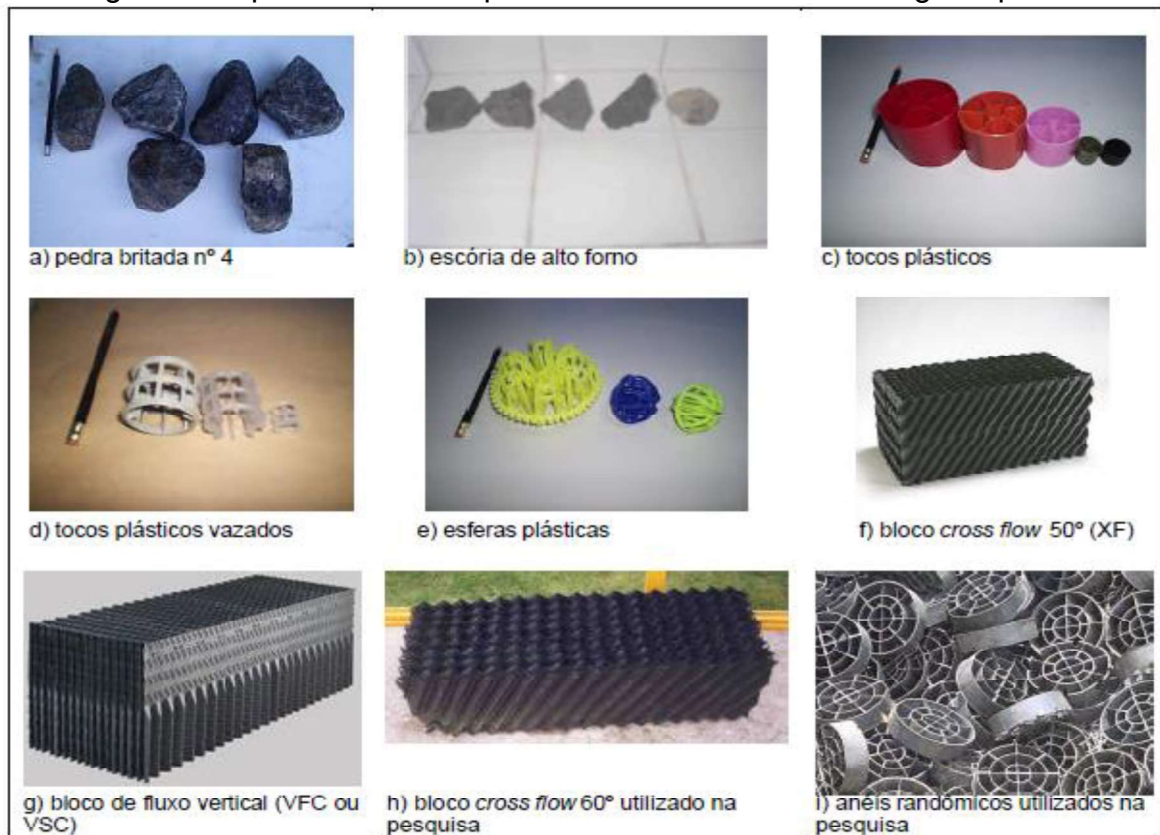 a) pedra britada nº 4
b) escória de alto forno
c) tocos plásticos
d) tocos plásticos vazados
e) esferas plásticas
f) bloco cross flow 50º (XF)
g) bloco de fluxo vertical (VFC ou
VSC)
h) bloco cross flow 60º utilizado na
pesquisa
i) anéis randômicos utilizados na
pesquisa